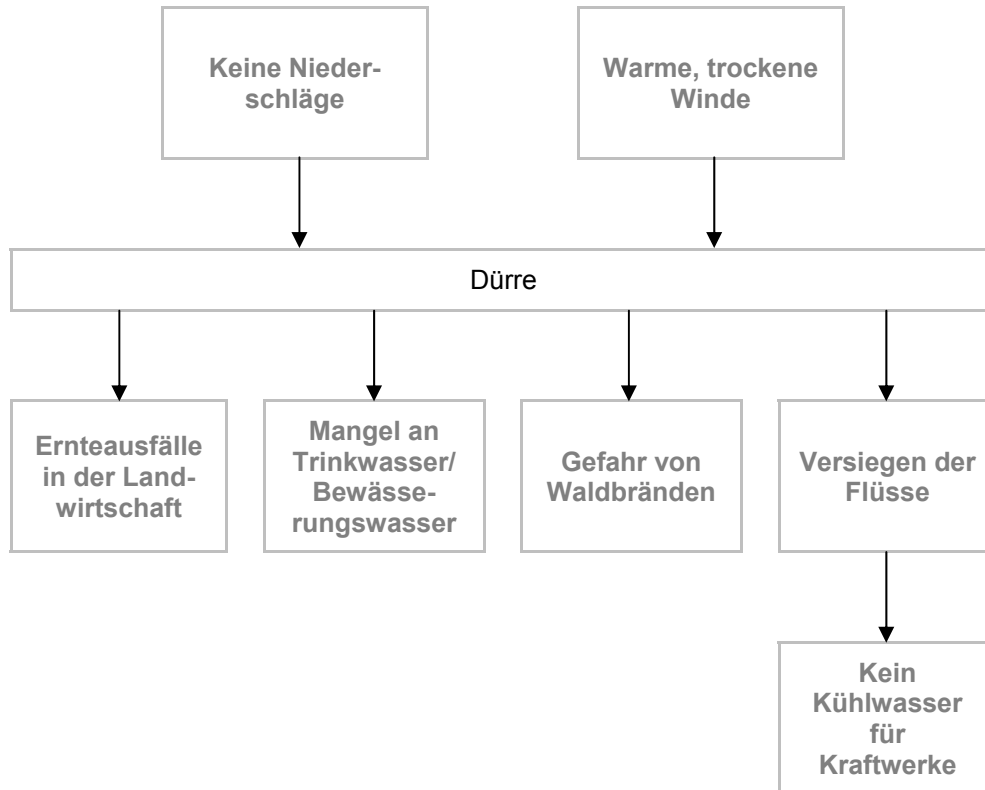 Keine Nieder-
schläge
Warme, trockene
Winde
Dürre
Ernteausfälle
in der Land-
wirtschaft
Mangel an
Trinkwasser/
Bewässe-
rungswasser
Gefahr von
Waldbränden
Versiegen der
Flüsse
Kein
Kühlwasser
für
Kraftwerke